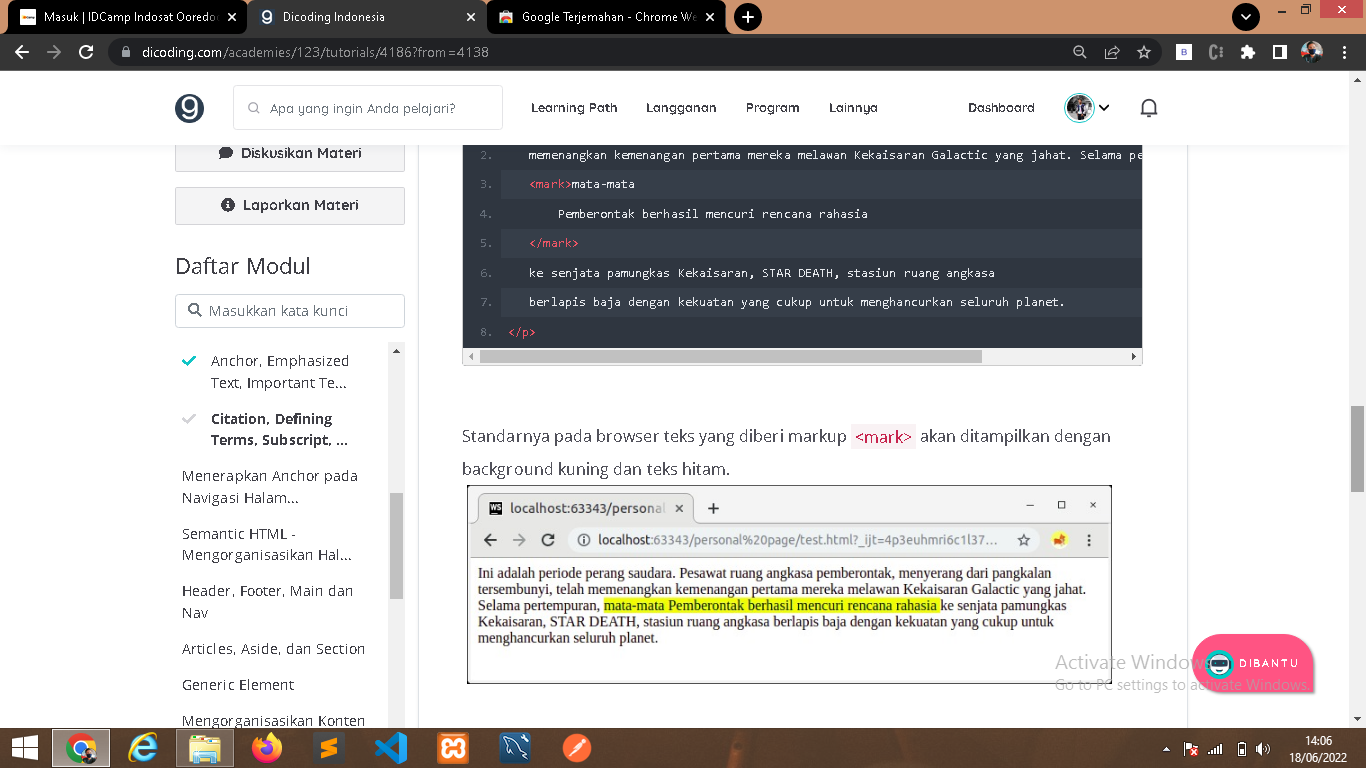 Masuk | IDCamp Indosat Ooredo
Dicoding Indonesia
Google Terjemahan - Chrome We
dicoding.com/academies/123/tutorials/4186?from=4138
Apa yang ingin Anda pelajari?
Learning Path
Langganan
Program
Lainnya
Dashboard
Diskusikan Materi
Laporkan Materi
Daftar Modul
Masukkan kata kunci
Anchor, Emphasized
Text, Important Te...
Citation, Defining
Terms, Subscript, ...
Menerapkan Anchor pada
Navigasi Halam...
Semantic HTML -
Mengorganisasikan Hal...
Header, Footer, Main dan
Nav
Articles, Aside, dan Section
Generic Element
Mengorganisasikan Konten
2. memenangkan kemenangan pertama mereka melawan Kekaisaran Galactic yang jahat. Selama pe
3. <mark>mata-mata
4. Pemberontak berhasil mencuri rencana rahasia
5. </mark>
6. ke senjata pamungkas Kekaisaran, STAR DEATH, stasiun ruang angkasa
7. berlapis baja dengan kekuatan yang cukup untuk menghancurkan seluruh planet.
8. </p>
Standarnya pada browser teks yang diberi markup <mark> akan ditampilkan dengan
background kuning dan teks hitam.
WS localhost:63343/personal
localhost:63343/personal%20page/test.html?_ijt=4p3euhmri6c1l37...
Ini adalah periode perang saudara. Pesawat ruang angkasa pemberontak, menyerang dari pangkalan
tersembunyi, telah memenangkan kemenangan pertama mereka melawan Kekaisaran Galactic yang jahat.
Selama pertempuran, mata-mata Pemberontak berhasil mencuri rencana rahasia ke senjata pamungkas
Kekaisaran, STAR DEATH, stasiun ruang angkasa berlapis baja dengan kekuatan yang cukup untuk
menghancurkan seluruh planet.
Activate Windows
Go to PC settings to activate Windows.
DIBANTU
14:06
18/06/2022